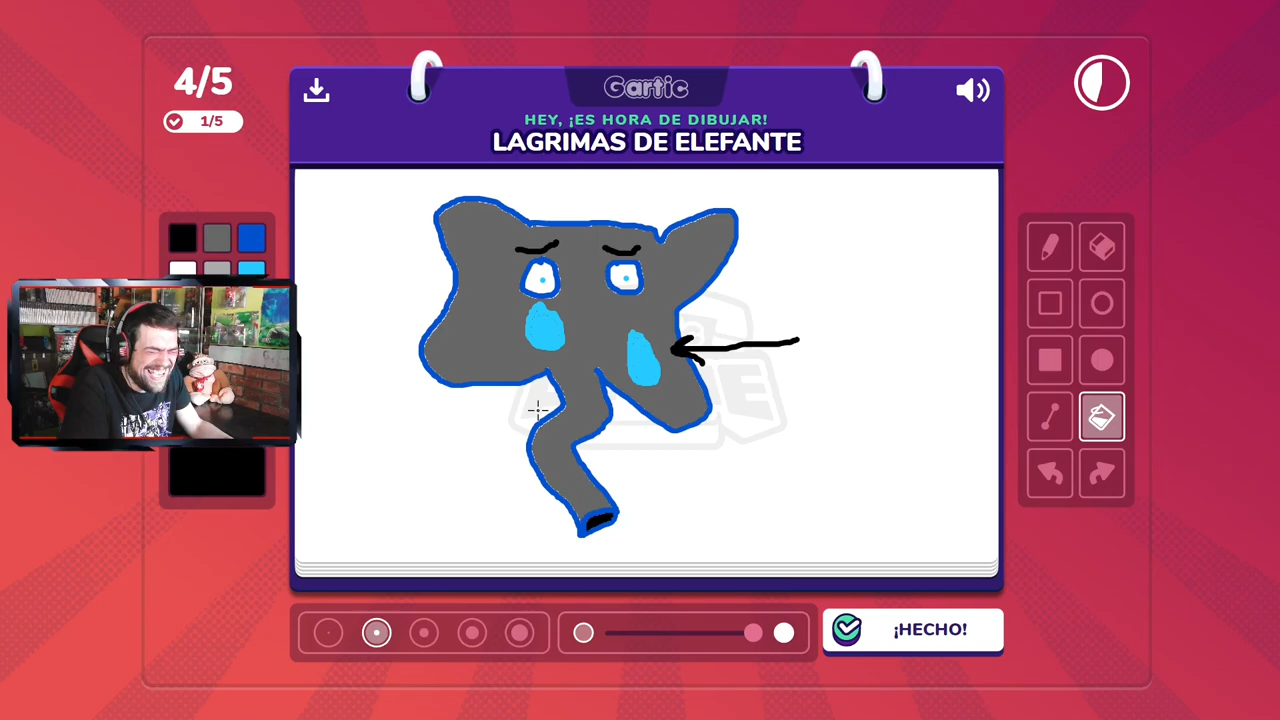 4/5
1/5
Gartic
HEY, ¡ES HORA DE DIBUJAR!
LAGRIMAS DE ELEFANTE
¡HECHO!